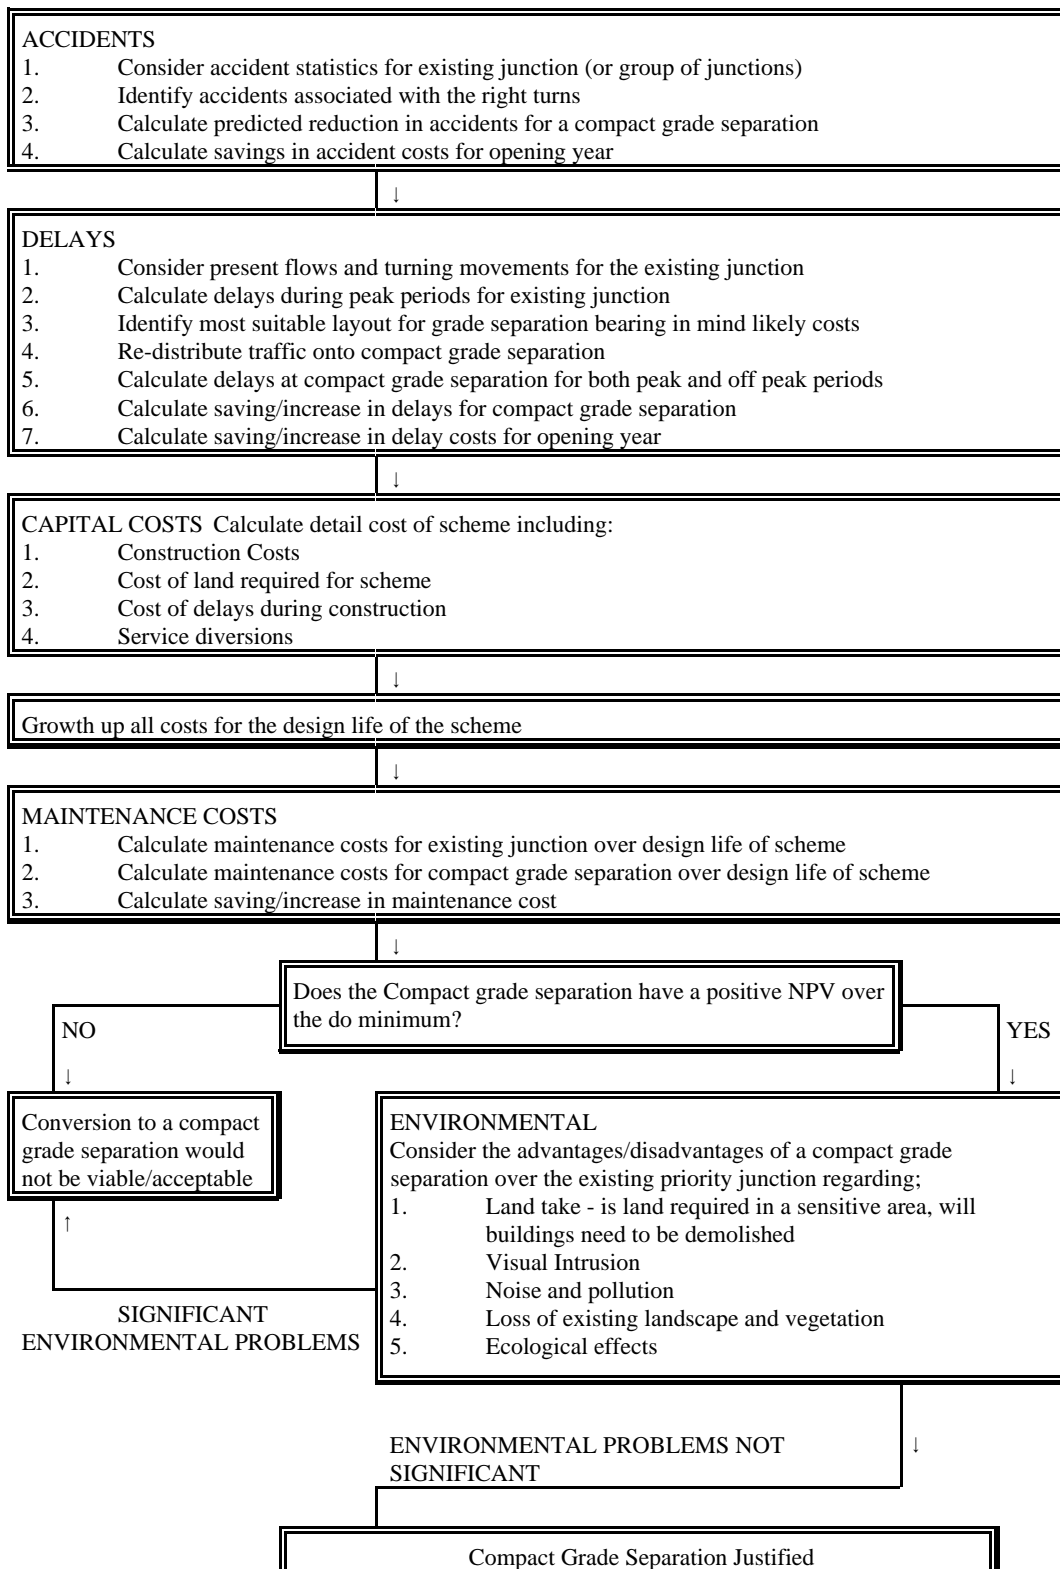 ACCIDENTS
1. Consider accident statistics for existing junction (or group of junctions)
2. Identify accidents associated with the right turns
3. Calculate predicted reduction in accidents for a compact grade separation
4. Calculate savings in accident costs for opening year
↓
DELAYS
1. Consider present flows and turning movements for the existing junction
2. Calculate delays during peak periods for existing junction
3. Identify most suitable layout for grade separation bearing in mind likely costs
4. Re-distribute traffic onto compact grade separation
5. Calculate delays at compact grade separation for both peak and off peak periods
6. Calculate saving/increase in delays for compact grade separation
7. Calculate saving/increase in delay costs for opening year
↓
CAPITAL COSTS Calculate detail cost of scheme including:
1. Construction Costs
2. Cost of land required for scheme
3. Cost of delays during construction
4. Service diversions
↓
Growth up all costs for the design life of the scheme
↓
MAINTENANCE COSTS
1. Calculate maintenance costs for existing junction over design life of scheme
2. Calculate maintenance costs for compact grade separation over design life of scheme
3. Calculate saving/increase in maintenance cost
↓
Does the Compact grade separation have a positive NPV over
the do minimum?
NO
↓
YES
↓
Conversion to a compact
grade separation would
not be viable/acceptable
↑
SIGNIFICANT
ENVIRONMENTAL PROBLEMS
ENVIRONMENTAL
Consider the advantages/disadvantages of a compact grade
separation over the existing priority junction regarding;
1. Land take - is land required in a sensitive area, will
buildings need to be demolished
2. Visual Intrusion
3. Noise and pollution
4. Loss of existing landscape and vegetation
5. Ecological effects
ENVIRONMENTAL PROBLEMS NOT
SIGNIFICANT
↓
Compact Grade Separation Justified